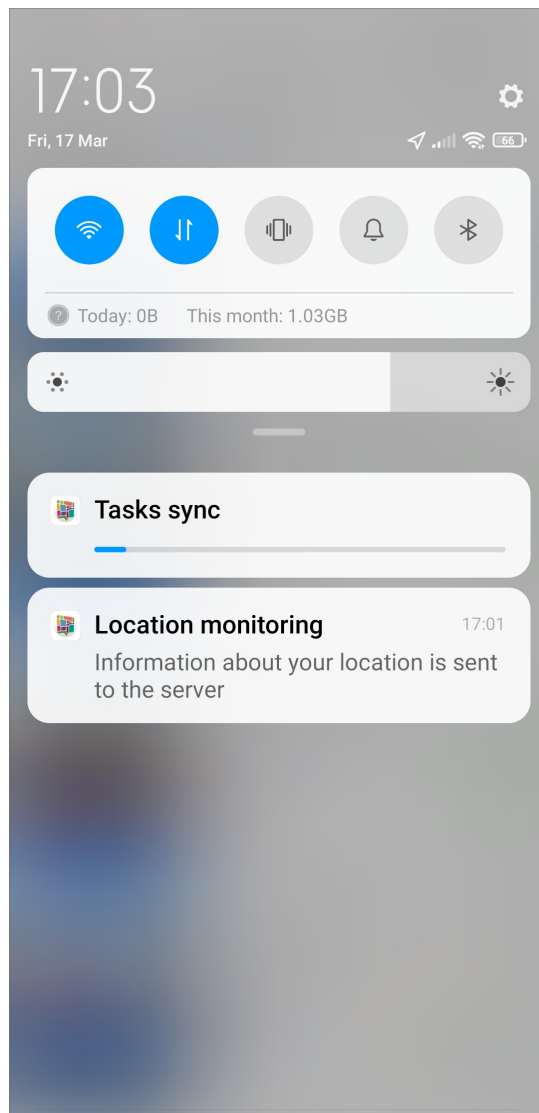 17:03
Fri, 17 Mar
66
Today: 0B This month: 1.03GB
Tasks sync
Location monitoring 17:01
Information about your location is sent
to the server